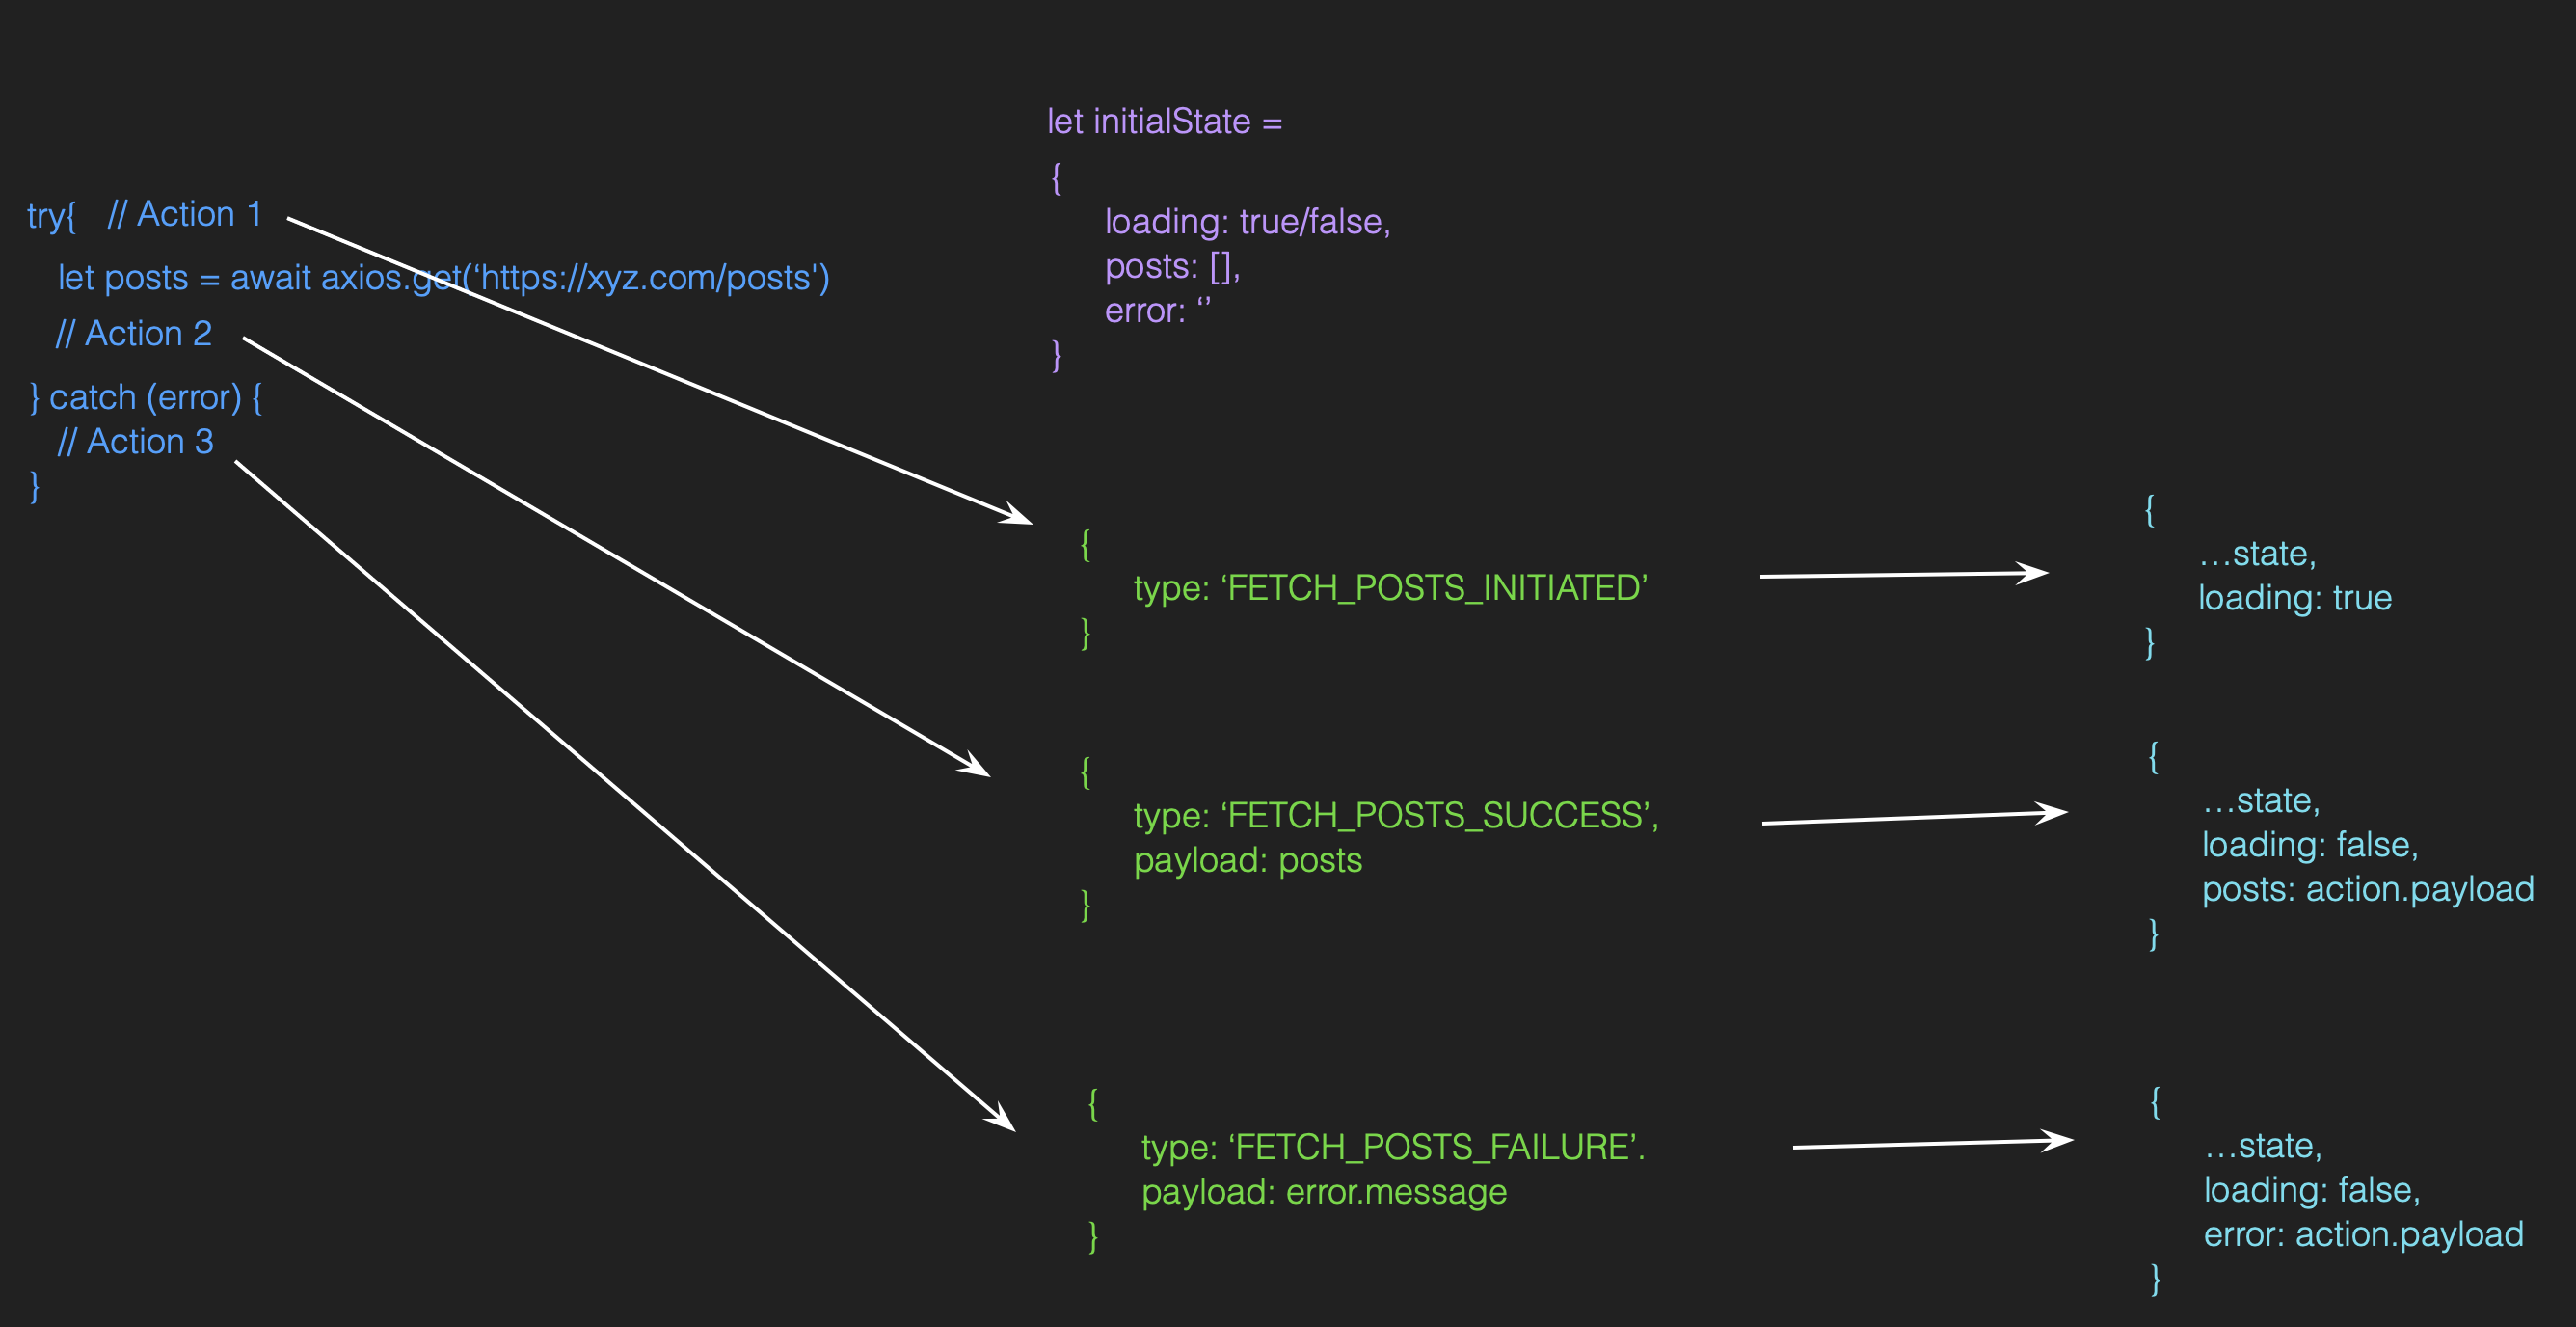 let initialState =
{
loading: true/false,
posts: [],
error: ‘’
}
try{ // Action 1
let posts = await axios.get(‘https://xyz.com/posts')
// Action 2
} catch (error) {
// Action 3
}
{
type: ‘FETCH_POSTS_INITIATED’
}
{
…state,
loading: true
}
{
type: ‘FETCH_POSTS_SUCCESS’,
payload: posts
}
{
…state,
loading: false,
posts: action.payload
}
{
type: ‘FETCH_POSTS_FAILURE’.
payload: error.message
}
{
…state,
loading: false,
error: action.payload
}